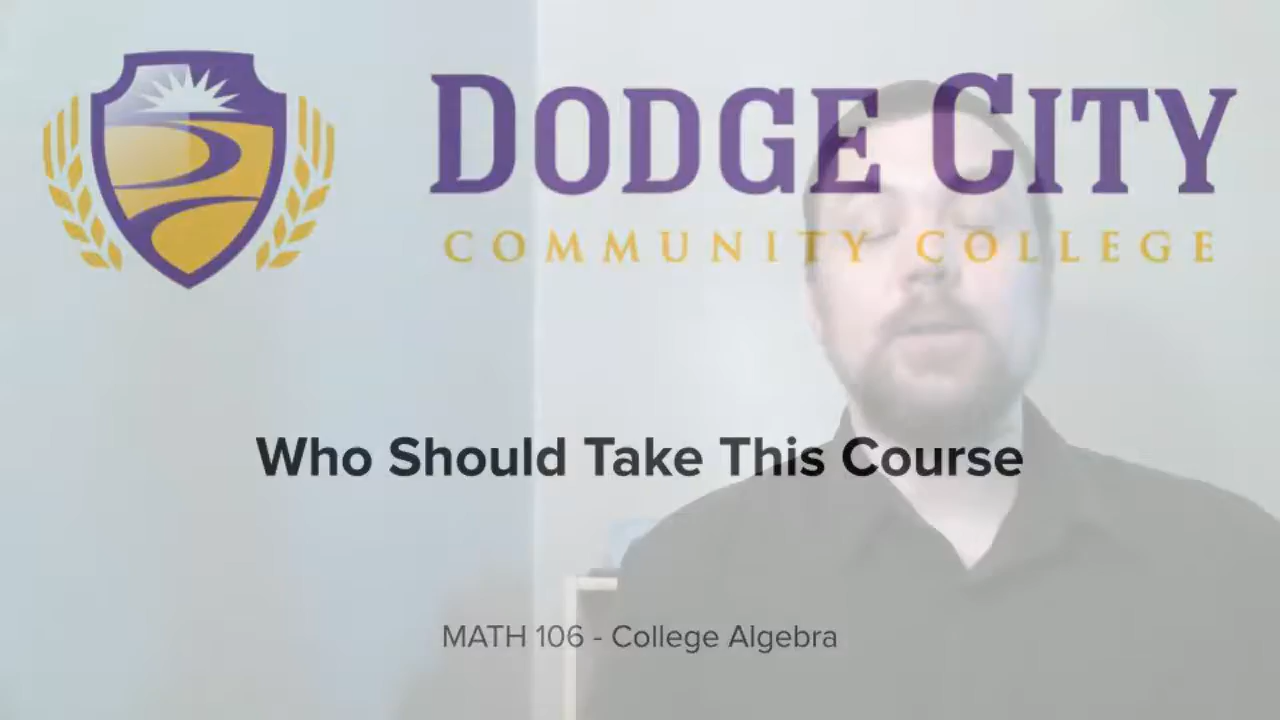 DODGE CITY
COMMUNITY COLLEGE
Who Should Take This Course
MATH 106 - College Algebra